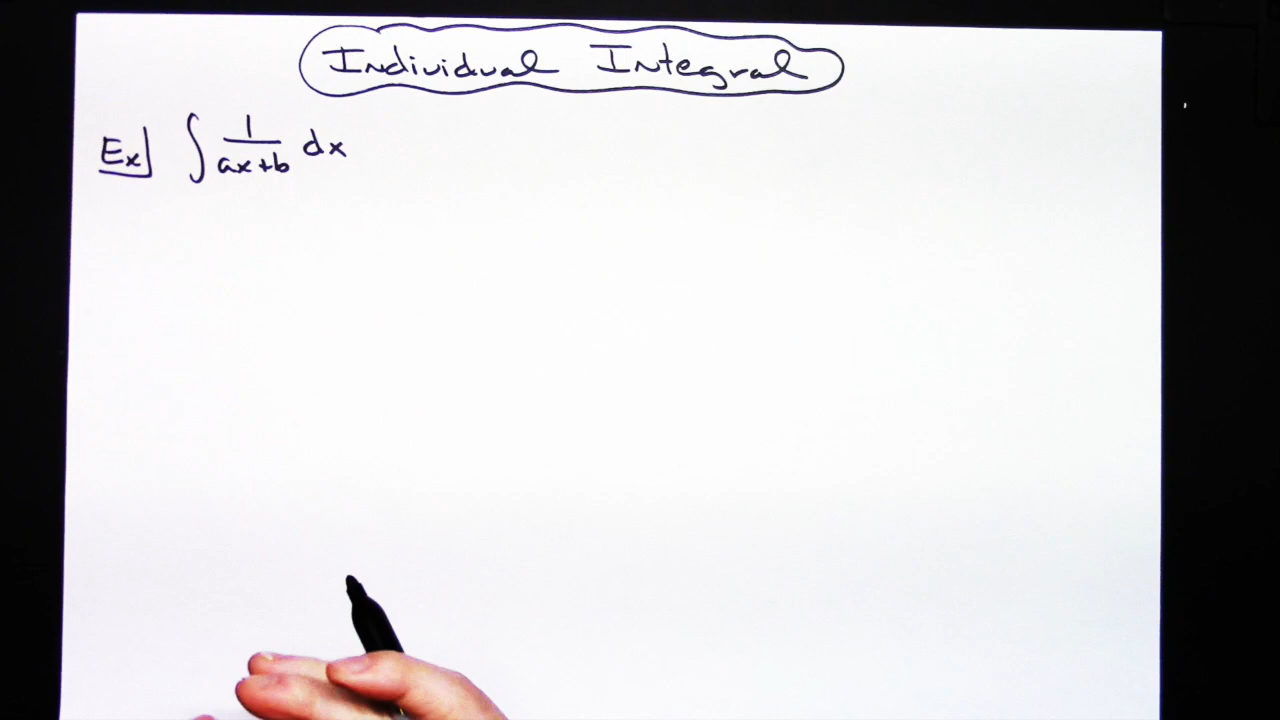 Individual Integral
Ex] ∫ 1/(ax+b) dx